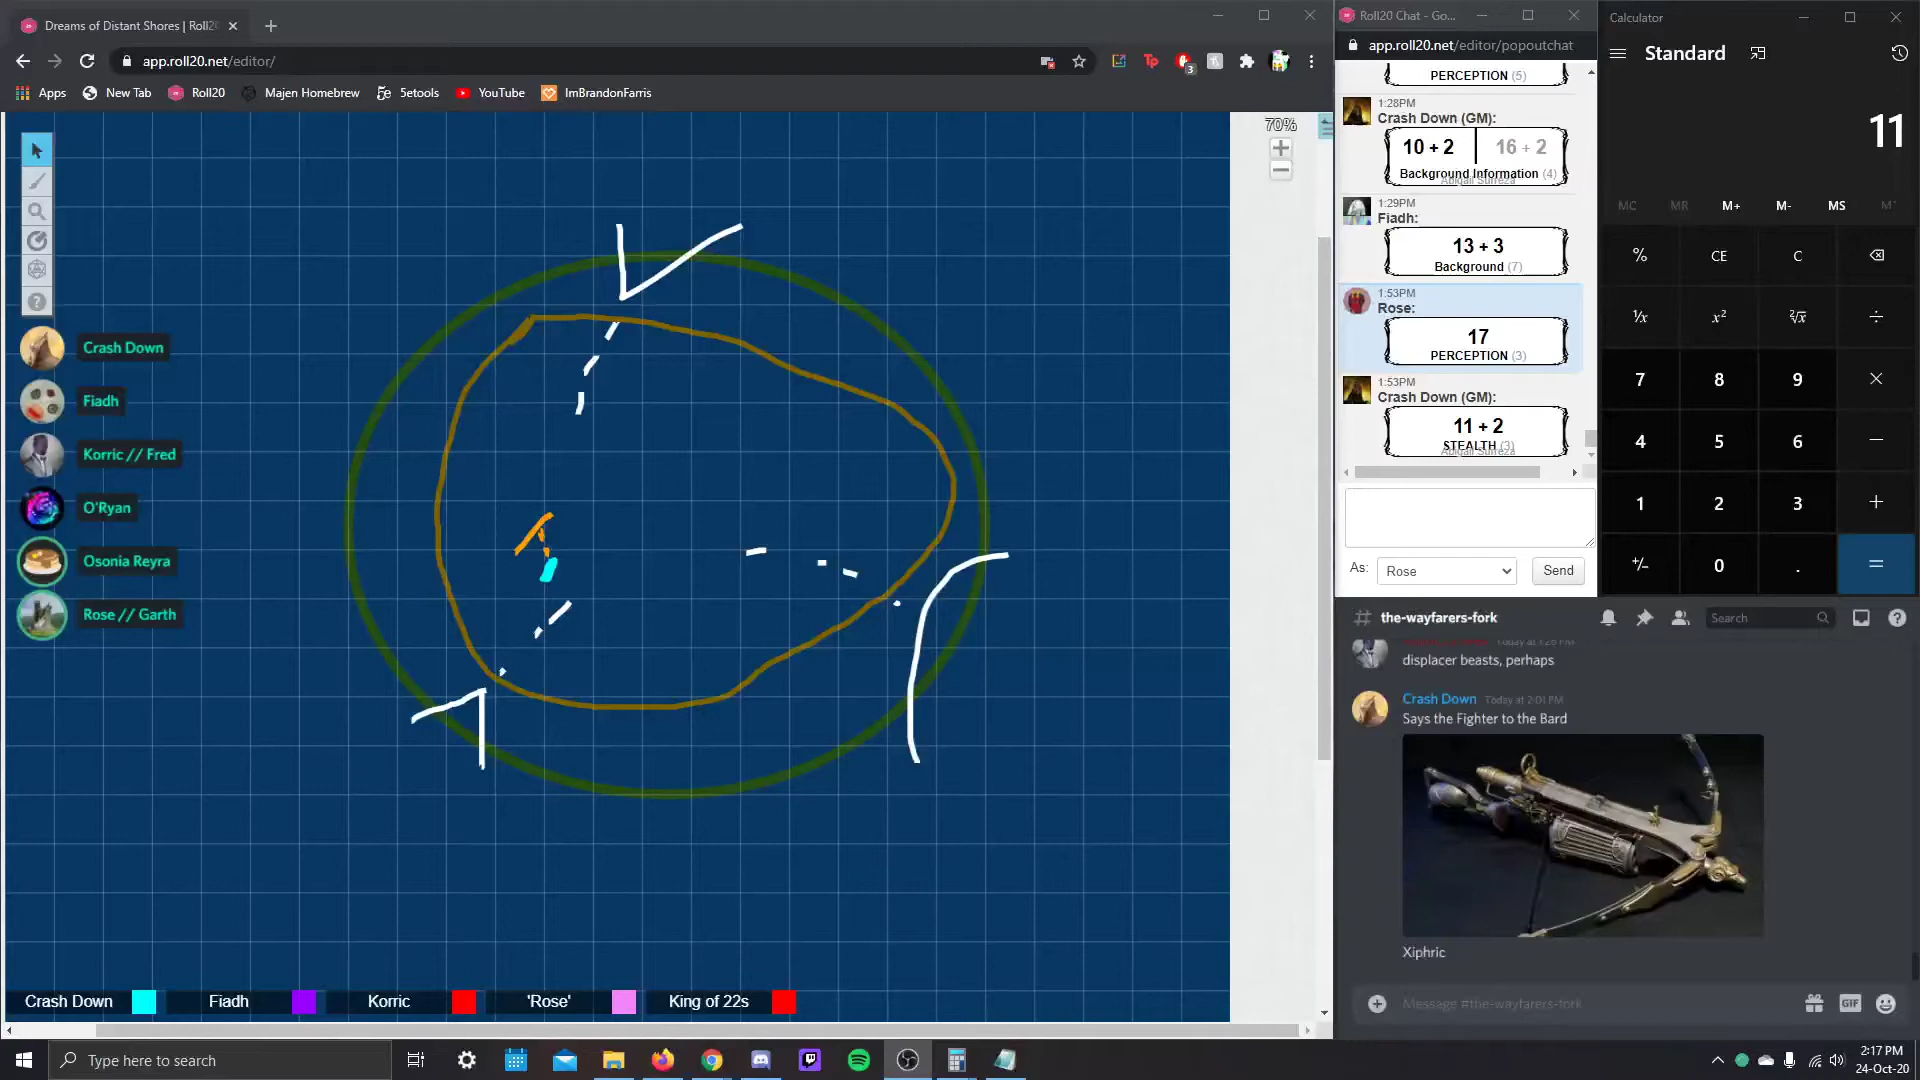 Dreams of Distant Shores | Roll20
app.roll20.net/editor/
3
Apps
New Tab
Roll20
Majen Homebrew
5etools
YouTube
ImBrandonFarris
70%
Crash Down
Fiadh
Korric // Fred
O'Ryan
Osonia Reyra
Rose // Garth
Crash Down
Fiadh
Korric
'Rose'
King of 22s
Roll20 Chat - Go...
app.roll20.net/editor/popoutchat
PERCEPTION (5)
1:28PM
Crash Down (GM):
10 + 2
16 + 2
Background Information (4)
Abigail Sufreza
1:29PM
Fiadh:
13 + 3
Background (7)
1:53PM
Rose:
17
PERCEPTION (3)
1:53PM
Crash Down (GM):
11 + 2
STEALTH (3)
Abigail Sufreza
As:
Rose
Send
Calculator
Standard
11
MC
MR
M+
M-
MS
%
CE
C
7
8
9
4
5
6
1
2
3
0
the-wayfarers-fork
Search
displacer beasts, perhaps
Crash Down Today at 2:01 PM
Says the Fighter to the Bard
Xiphric
Message #the-wayfarers-fork
GIF
Type here to search
2:17 PM
24-Oct-20